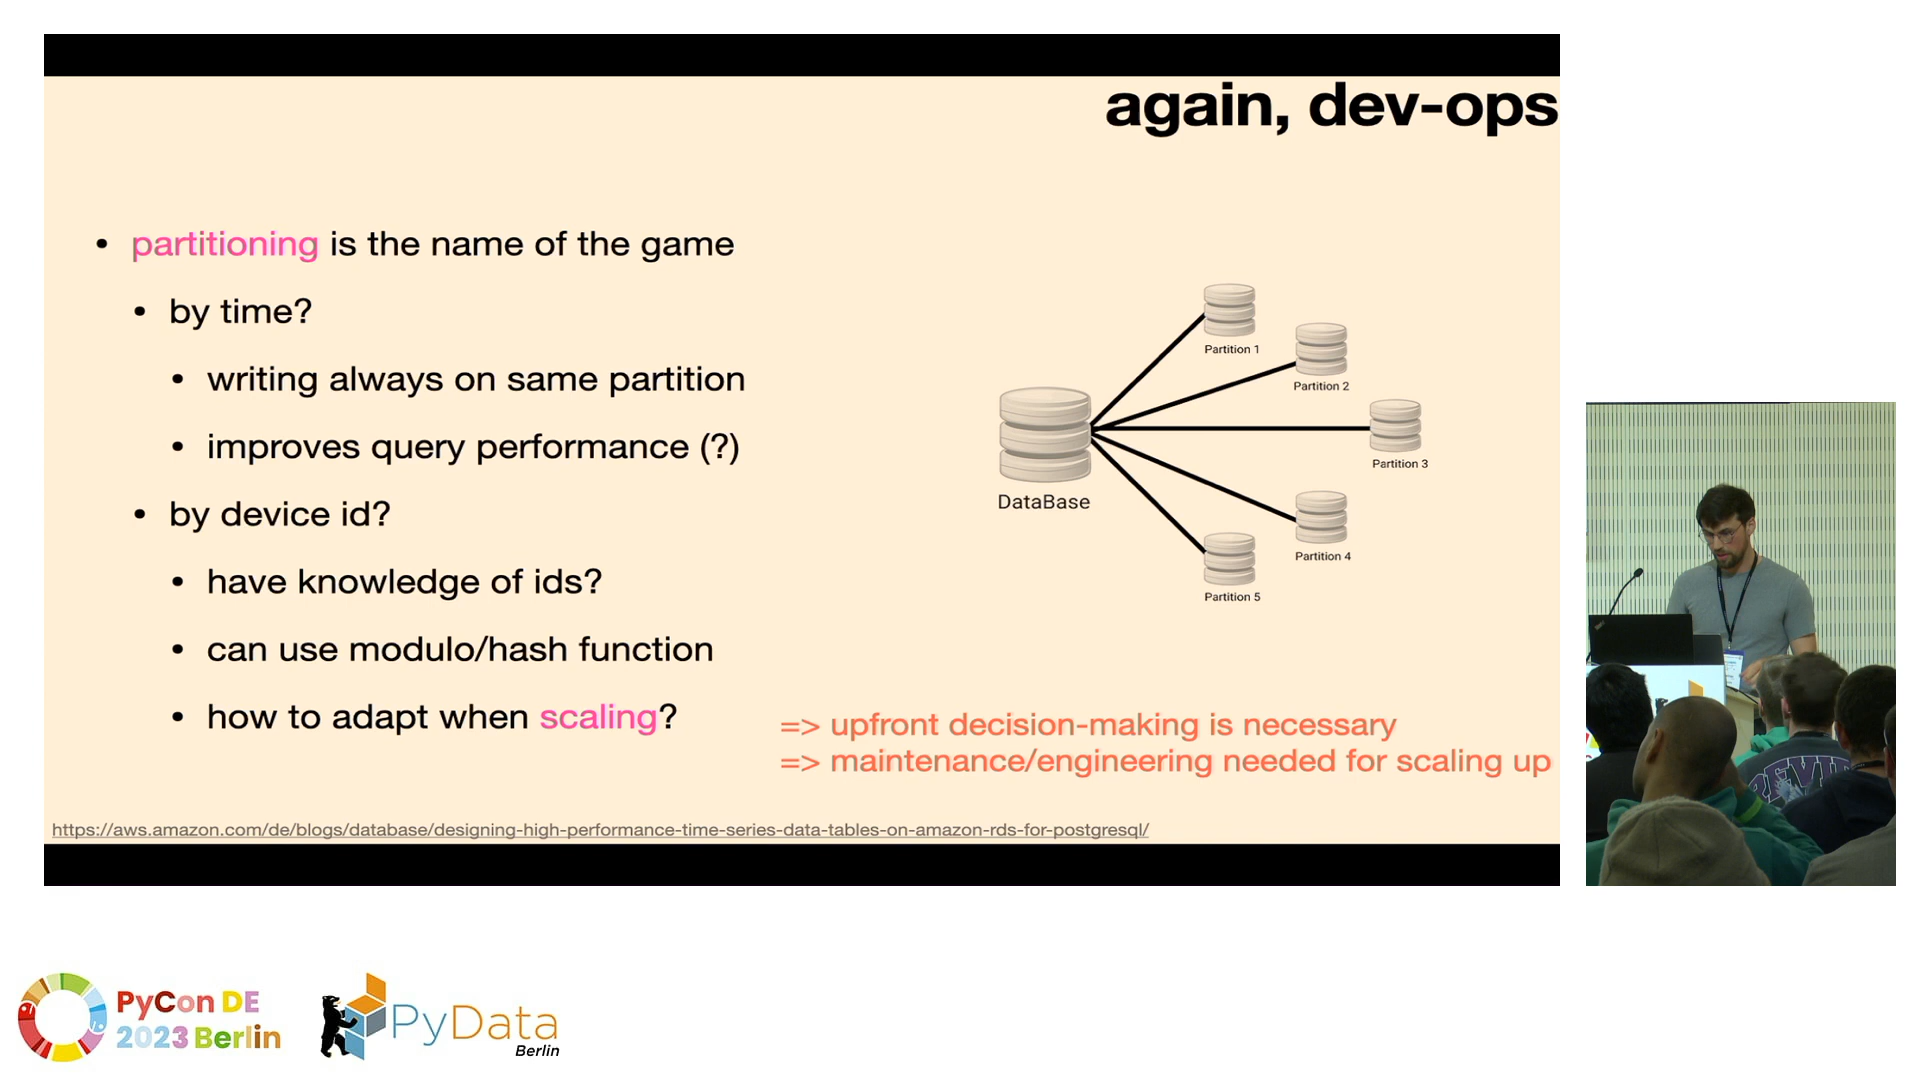 again, dev-ops
• partitioning is the name of the game
• by time?
• writing always on same partition
• improves query performance (?)
• by device id?
• have knowledge of ids?
• can use modulo/hash function
• how to adapt when scaling?
Partition 1
Partition 2
Partition 3
DataBase
Partition 4
Partition 5
=> upfront decision-making is necessary
=> maintenance/engineering needed for scaling up
https://aws.amazon.com/de/blogs/database/designing-high-performance-time-series-data-tables-on-amazon-rds-for-postgresql/
PyCon DE
2023 Berlin
PyData
Berlin